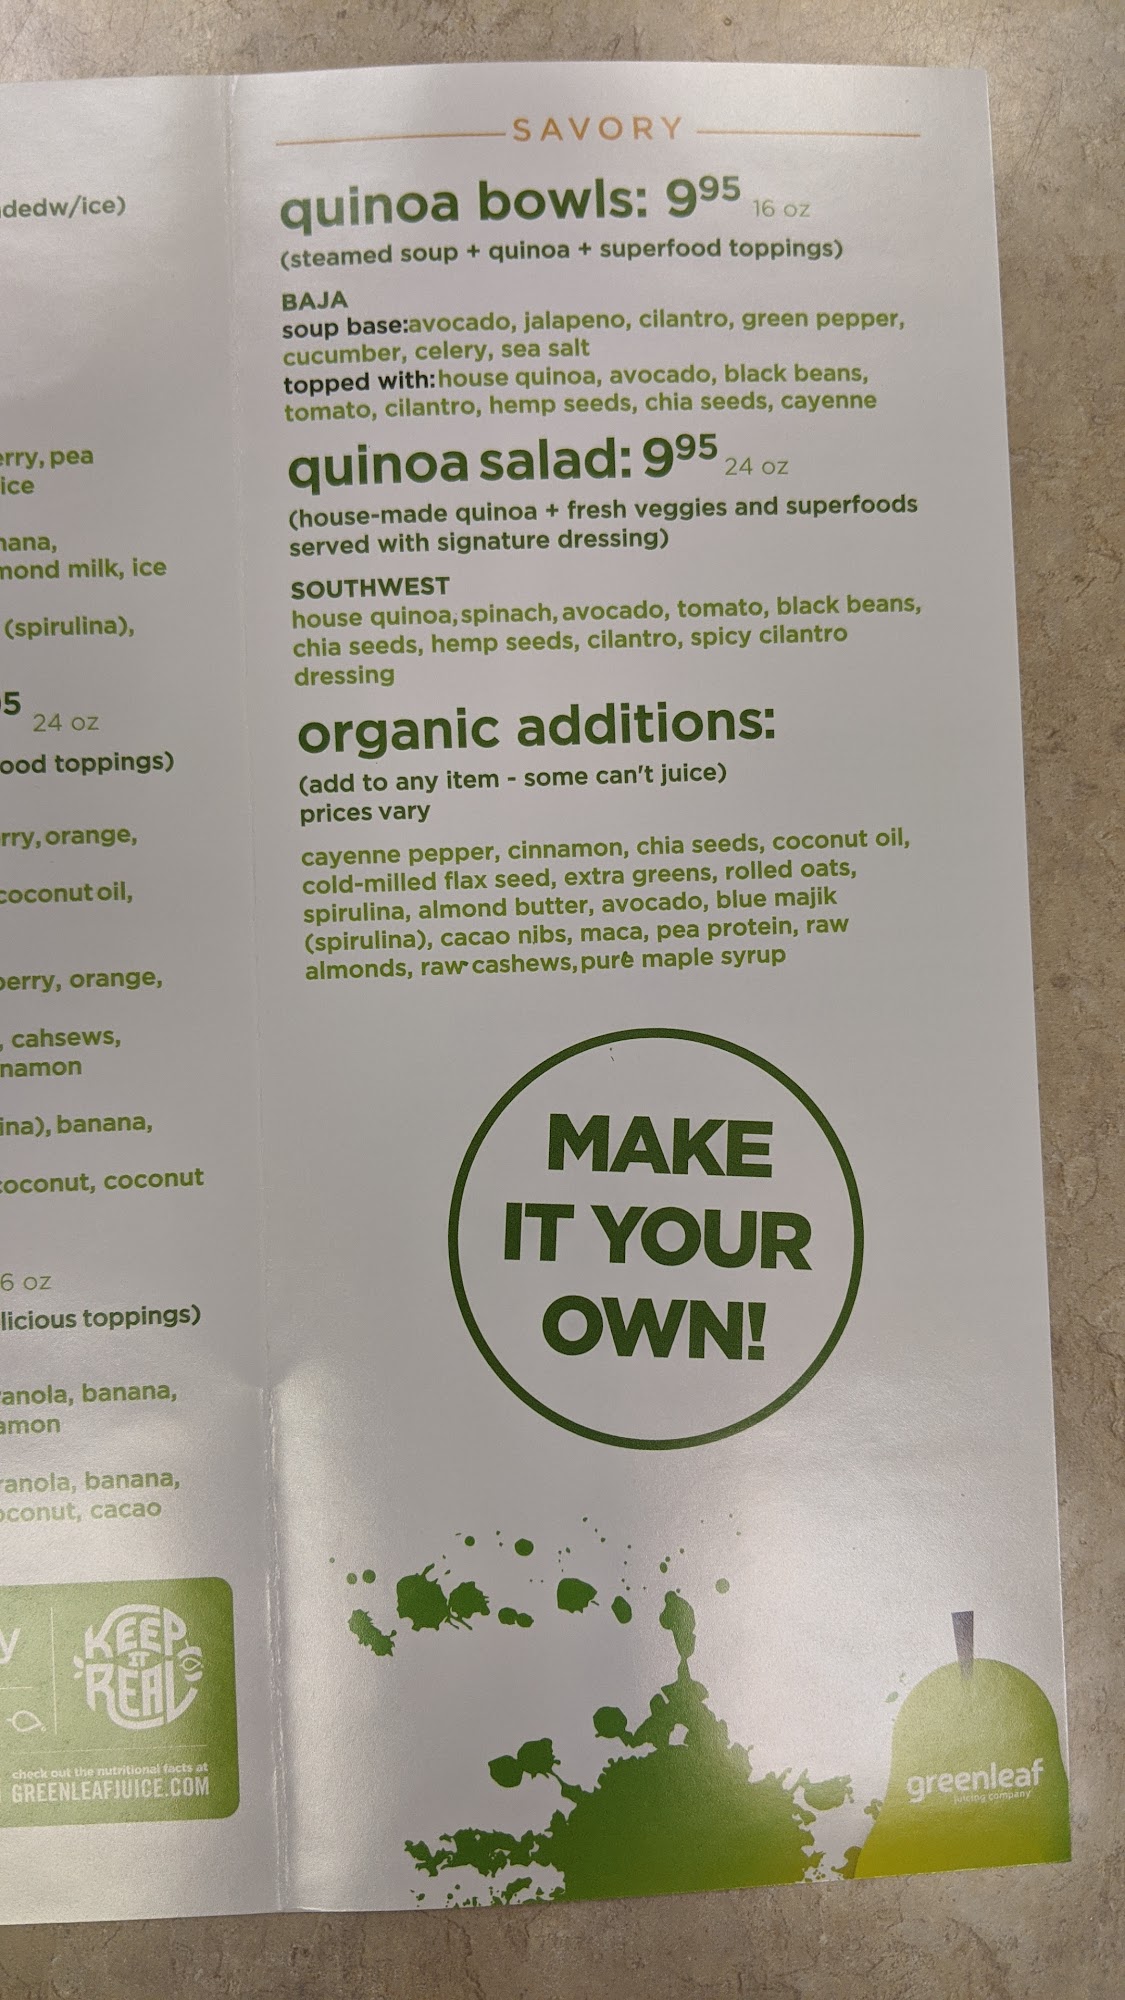 dedw/ice)
erry, pea
ice
nana,
mond milk, ice
(spirulina),
95
24 oz
ood toppings)
rry, orange,
coconut oil,
berry, orange,
, cahsews,
nnamon
ina), banana,
coconut, coconut
6 oz
licious toppings)
ranola, banana,
amon
ranola, banana,
oconut, cacao
y
KEEP
IT
REAL
check out the nutritional facts at
GREENLEAFJUICE.COM
SAVORY
quinoa bowls: 9⁹⁵ 16 oz
(steamed soup + quinoa + superfood toppings)
BAJA
soup base:avocado, jalapeno, cilantro, green pepper,
cucumber, celery, sea salt
topped with:house quinoa, avocado, black beans,
tomato, cilantro, hemp seeds, chia seeds, cayenne
quinoa salad: 9⁹⁵ 24 oz
(house-made quinoa + fresh veggies and superfoods
served with signature dressing)
SOUTHWEST
house quinoa, spinach, avocado, tomato, black beans,
chia seeds, hemp seeds, cilantro, spicy cilantro
dressing
organic additions:
(add to any item - some can't juice)
prices vary
cayenne pepper, cinnamon, chia seeds, coconut oil,
cold-milled flax seed, extra greens, rolled oats,
spirulina, almond butter, avocado, blue majik
(spirulina), cacao nibs, maca, pea protein, raw
almonds, raw cashews, pure maple syrup
MAKE
IT YOUR
OWN!
greenleaf
juicing company